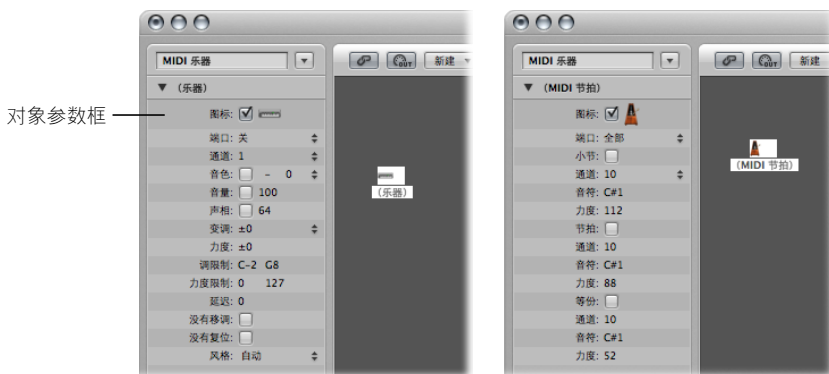 对象参数框
MIDI 乐器
新建
（乐器）
图标:
端口: 关
通道: 1
音色: - 0
音量: 100
声相: 64
变调: ±0
力度: ±0
调限制: C-2 G8
力度限制: 0 127
延迟: 0
没有移调:
没有复位:
风格: 自动
（乐器）
MIDI 乐器
新建
（MIDI 节拍）
图标:
端口: 全部
小节:
通道: 10
音符: C#1
力度: 112
节拍:
通道: 10
音符: C#1
力度: 88
等份:
通道: 10
音符: C#1
力度: 52
（MIDI 节拍）